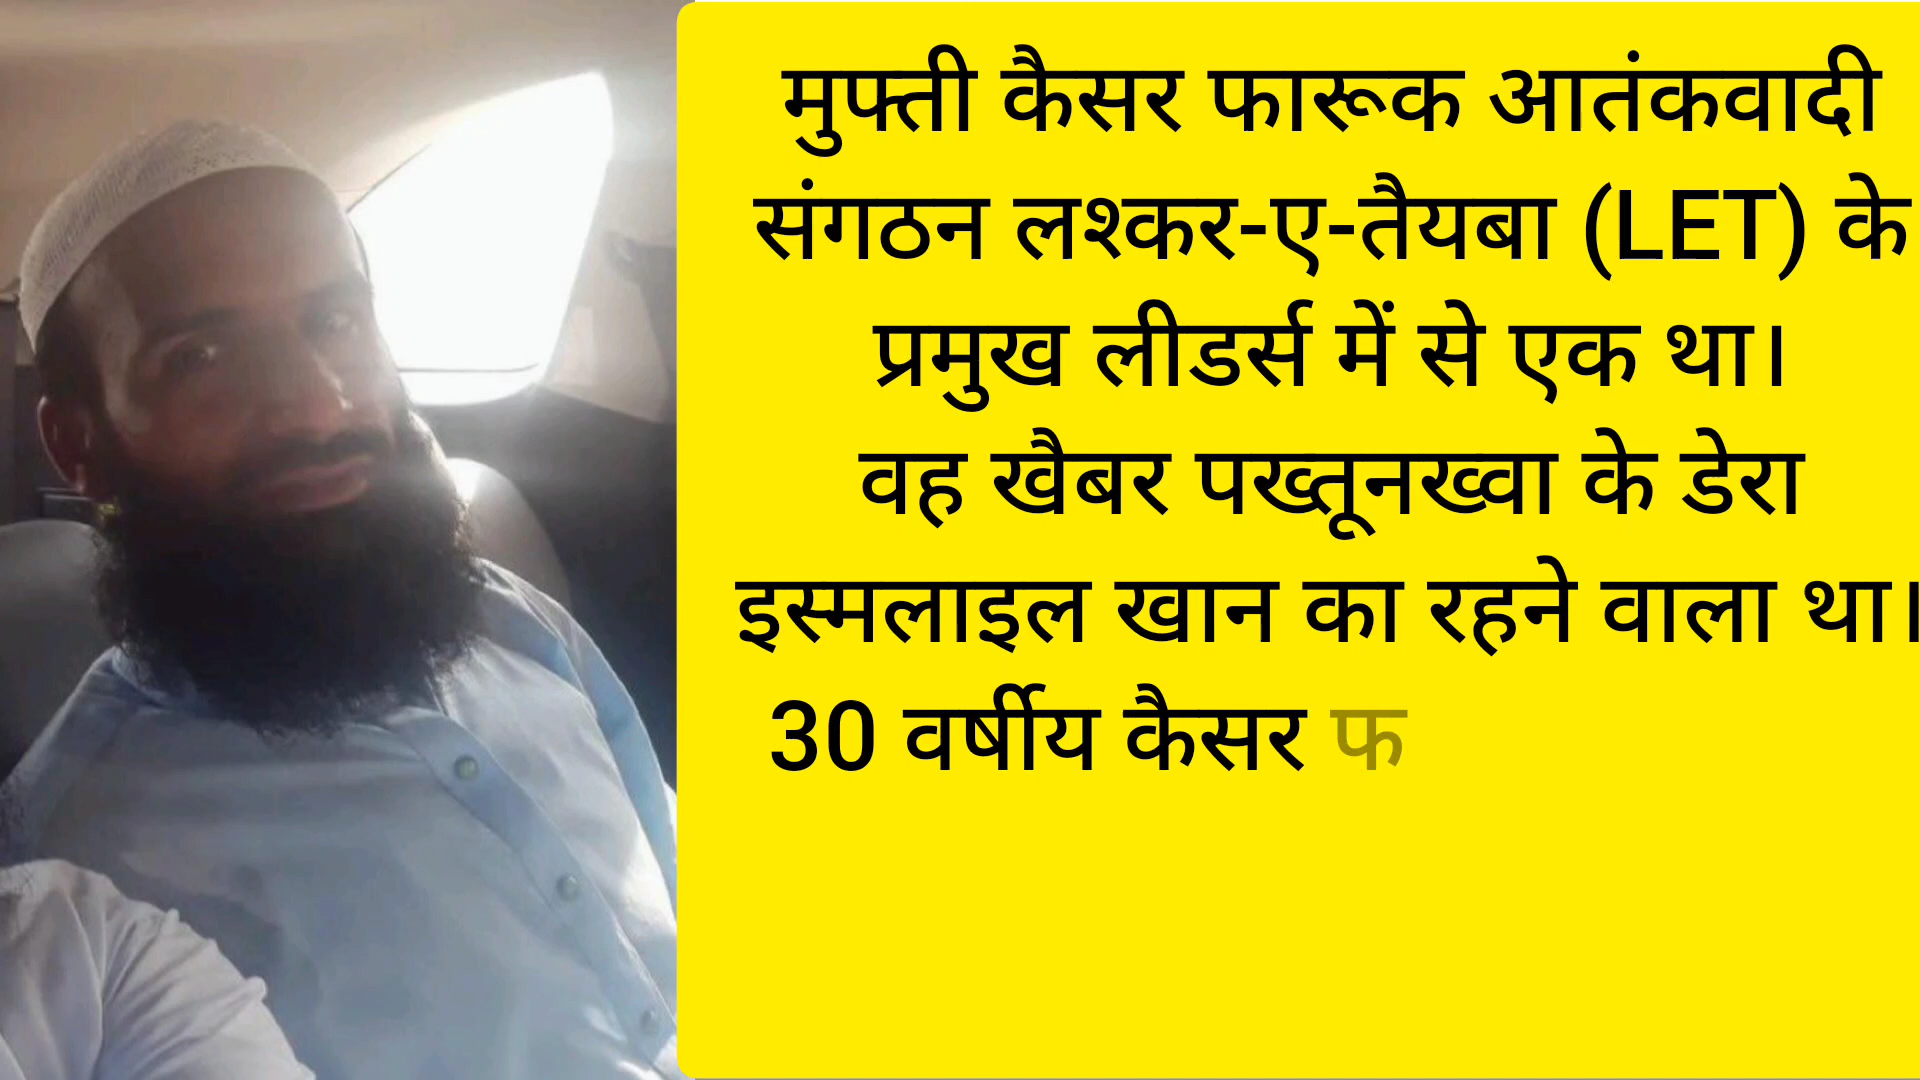 मुफ्ती कैसर फारूक आतंकवादी
संगठन लश्कर-ए-तैयबा (LET) के
प्रमुख लीडर्स में से एक था।
वह खैबर पख्तूनख्वा के डेरा
इस्मलाइल खान का रहने वाला था।
30 वर्षीय कैसर फ